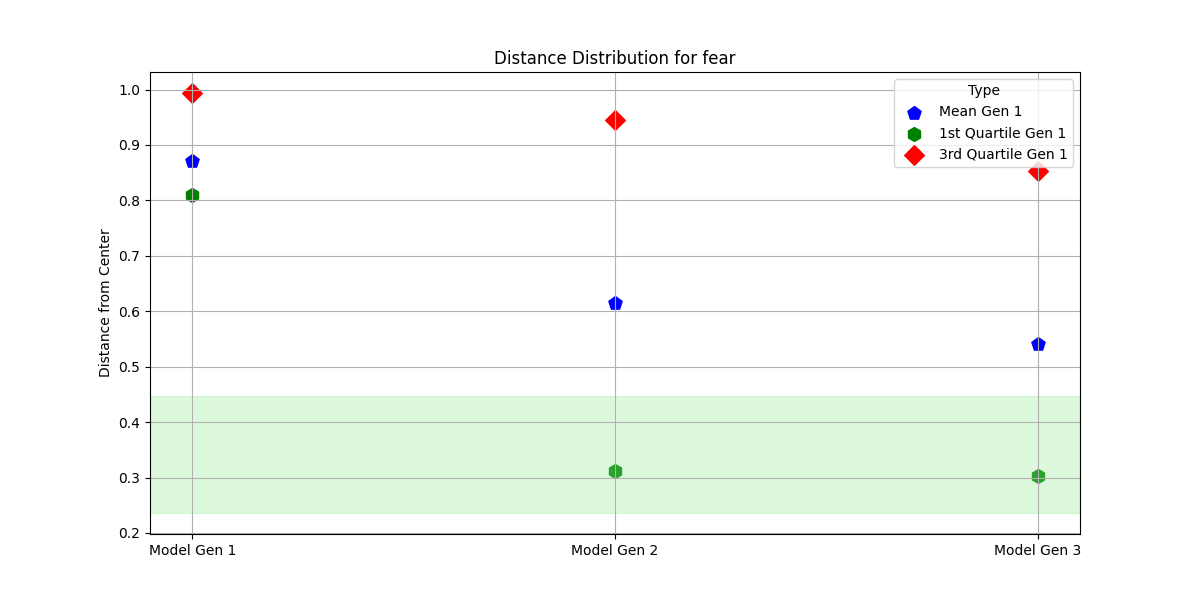 Distance Distribution for fear
Distance from Center
1.0
0.9
0.8
0.7
0.6
0.5
0.4
0.3
0.2
Model Gen 1
Model Gen 2
Model Gen 3
Type
Mean Gen 1
1st Quartile Gen 1
3rd Quartile Gen 1